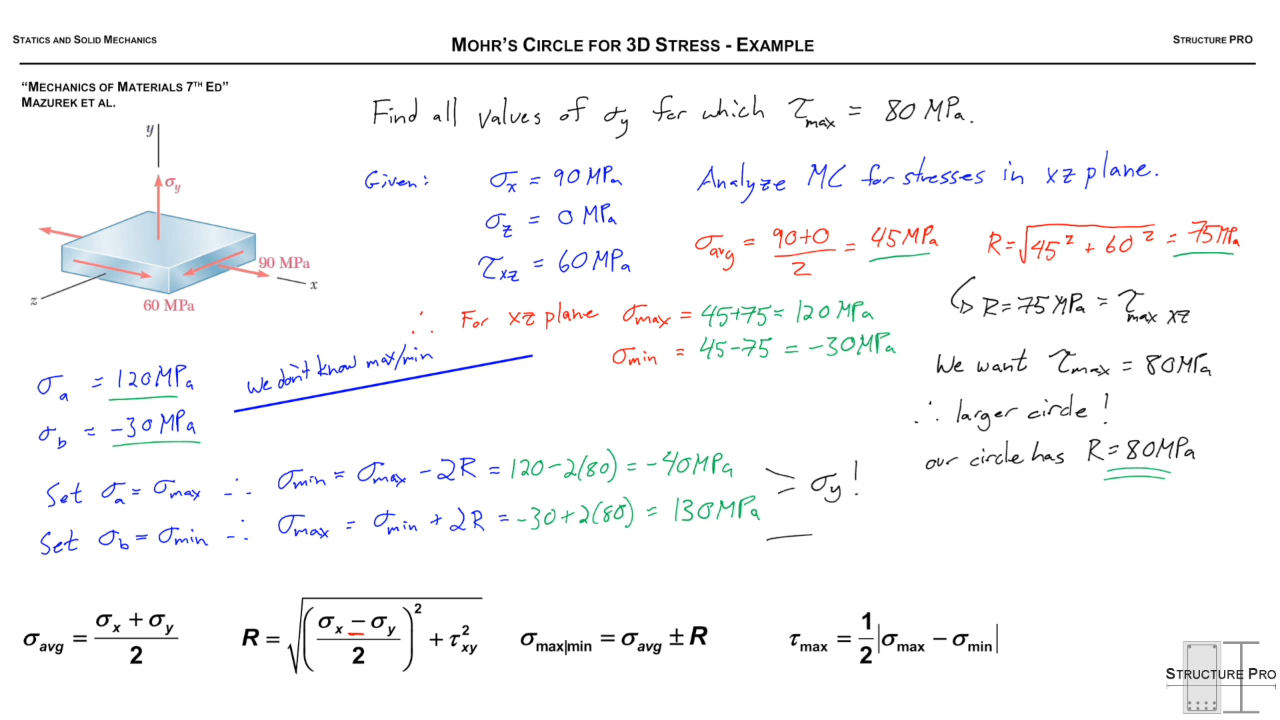 STATICS AND SOLID MECHANICS
MOHR'S CIRCLE FOR 3D STRESS - EXAMPLE
STRUCTURE PRO
"MECHANICS OF MATERIALS 7TH ED"
MAZUREK ET AL.
Find all values of σy for which τmax = 80 MPa.
y
σy
90 MPa
x
z
60 MPa
Given: σx = 90 MPa
σz = 0 MPa
τxz = 60 MPa
Analyze MC for stresses in xz plane.
σavg = (90+0)/2 = 45 MPa
R = √(45² + 60²) = 75 MPa
↳ R = 75 MPa = τmax xz
∴ For xz plane σmax = 45+75 = 120 MPa
σmin = 45-75 = -30 MPa
We want τmax = 80 MPa
∴ larger circle!
our circle has R = 80 MPa
σa = 120 MPa
σb = -30 MPa
we don't know max/min
Set σa = σmax ∴ σmin = σmax - 2R = 120-2(80) = -40 MPa
Set σb = σmin ∴ σmax = σmin + 2R = -30+2(80) = 130 MPa
> = σy!
σavg = (σx + σy)/2
R = √(((σx - σy)/2)² + τ²xy)
σmax|min = σavg ± R
τmax = 1/2|σmax - σmin|
STRUCTURE PRO